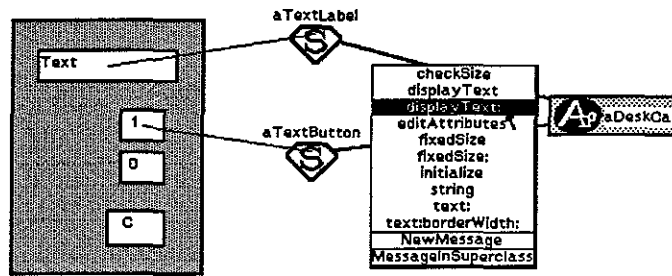 aTextLabel
S
Text
checkSize
displayText
displayText:
editAttributes
fixedSize
fixedSize:
initialize
string
text:
text:borderWidth:
NewMessage
MessageInSuperclass
Ap
aDeskCa
1
aTextButton
S
0
C